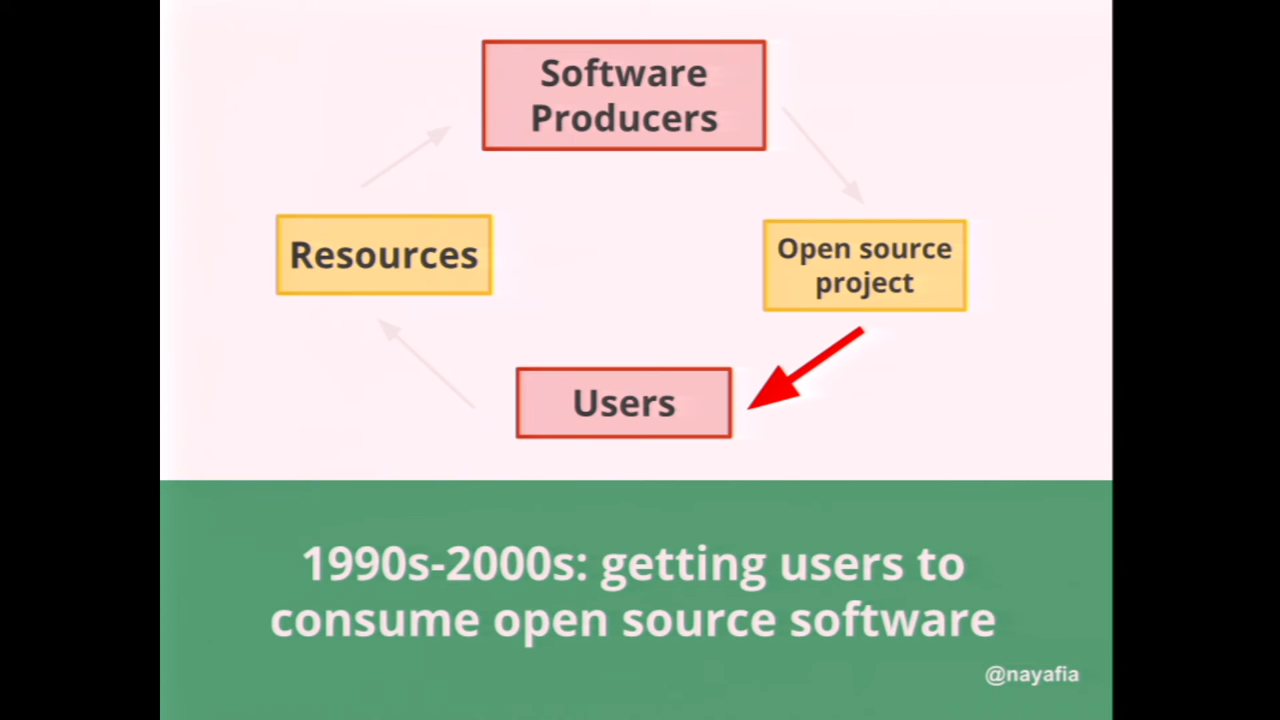 Software
Producers
Resources
Open source
project
Users
1990s-2000s: getting users to
consume open source software
@nayafia